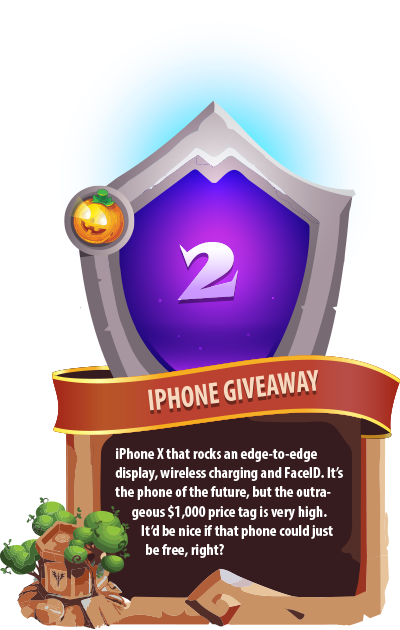 2
IPHONE GIVEAWAY
iPhone X that rocks an edge-to-edge
display, wireless charging and FaceID. It's
the phone of the future, but the outra-
geous $1,000 price tag is very high.
It'd be nice if that phone could just
be free, right?